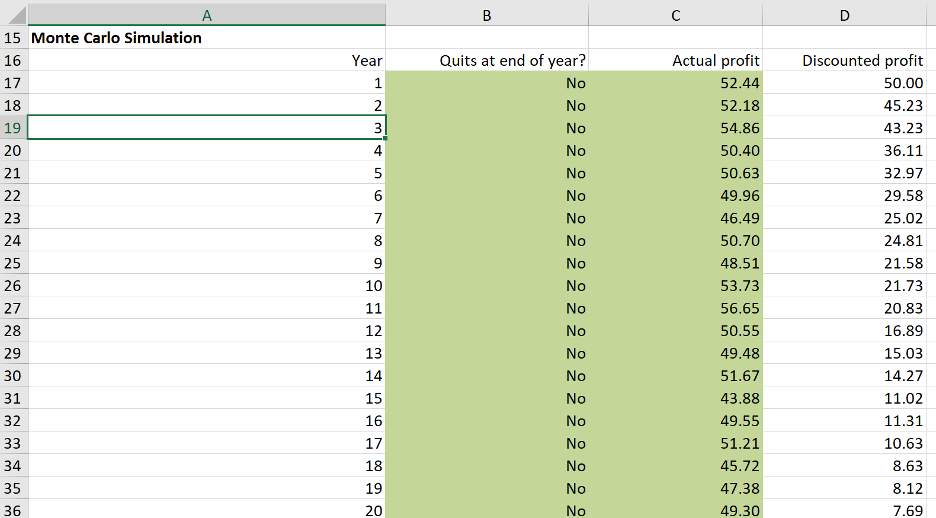 A B C D
15 Monte Carlo Simulation
16 Year Quits at end of year? Actual profit Discounted profit
17 1 No 52.44 50.00
18 2 No 52.18 45.23
19 3 No 54.86 43.23
20 4 No 50.40 36.11
21 5 No 50.63 32.97
22 6 No 49.96 29.58
23 7 No 46.49 25.02
24 8 No 50.70 24.81
25 9 No 48.51 21.58
26 10 No 53.73 21.73
27 11 No 56.65 20.83
28 12 No 50.55 16.89
29 13 No 49.48 15.03
30 14 No 51.67 14.27
31 15 No 43.88 11.02
32 16 No 49.55 11.31
33 17 No 51.21 10.63
34 18 No 45.72 8.63
35 19 No 47.38 8.12
36 20 No 49.30 7.69